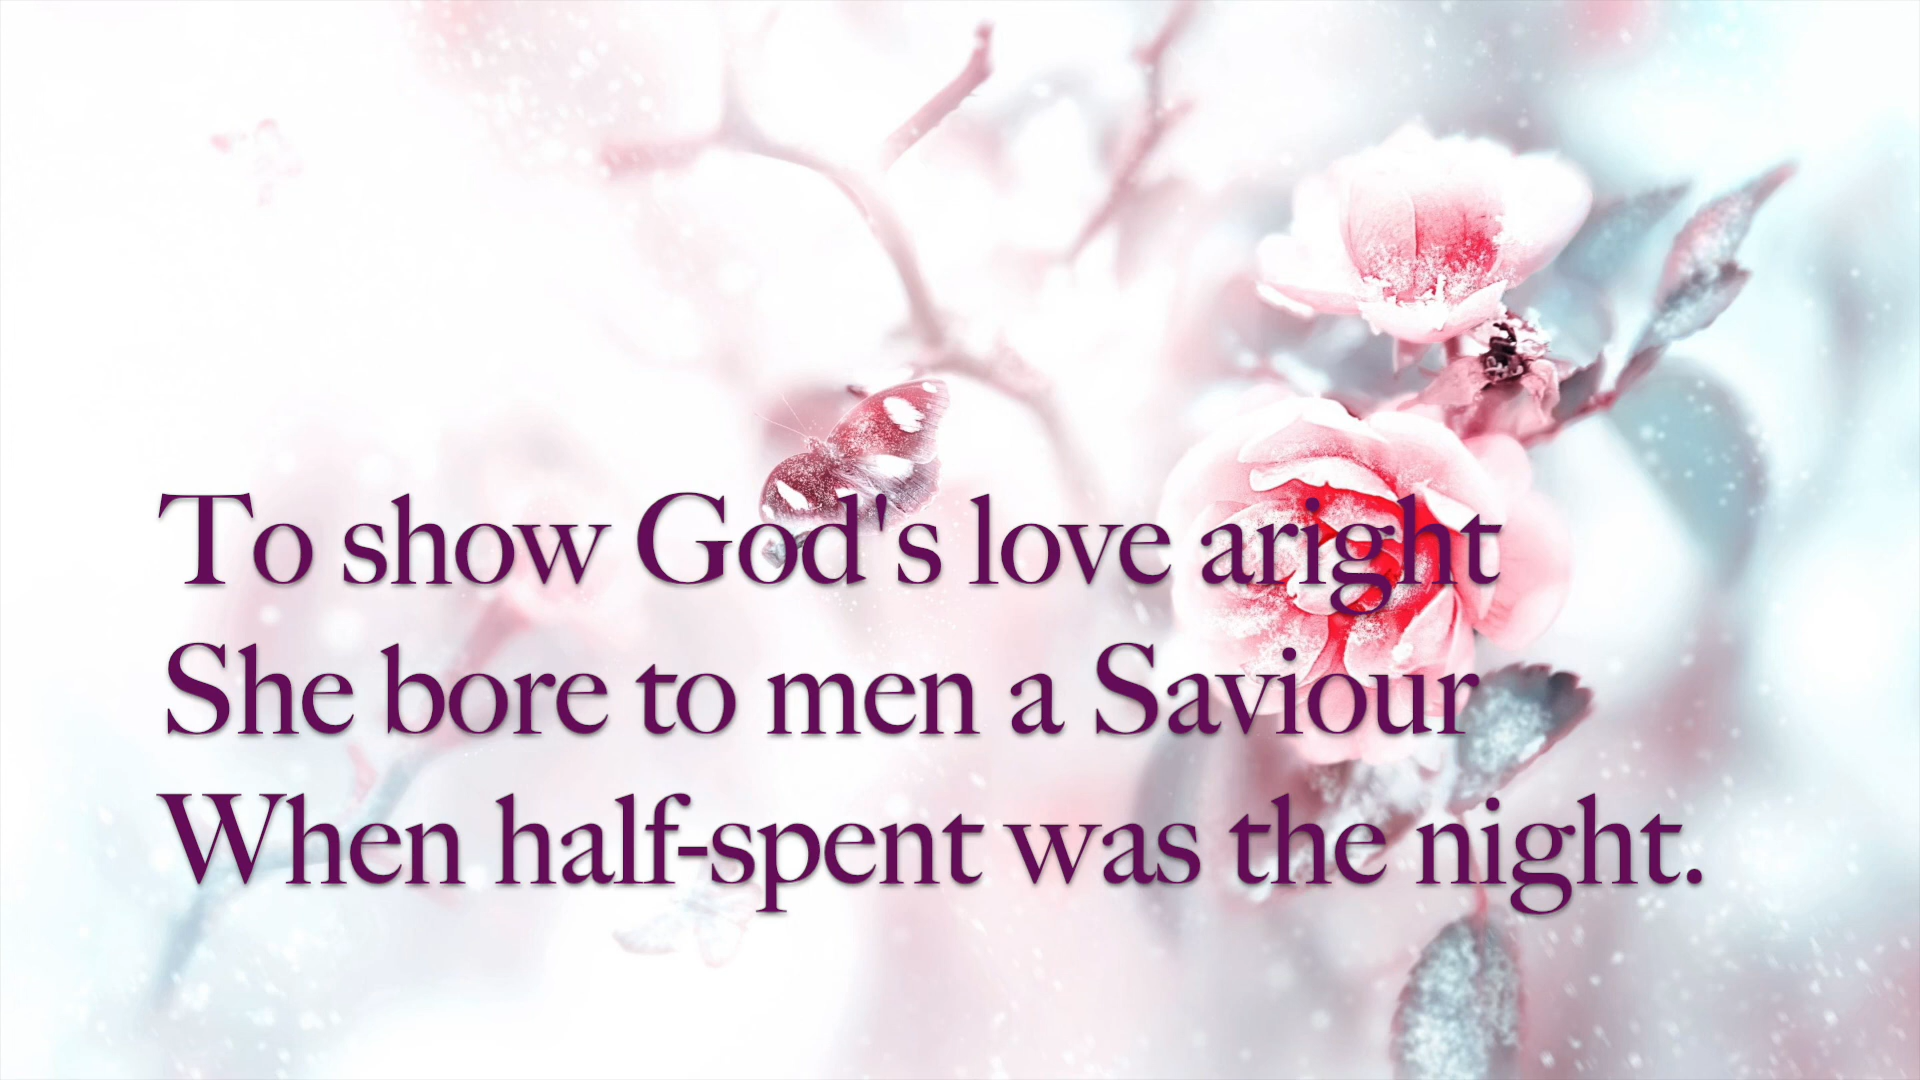 To show God's love aright
She bore to men a Saviour
When half-spent was the night.